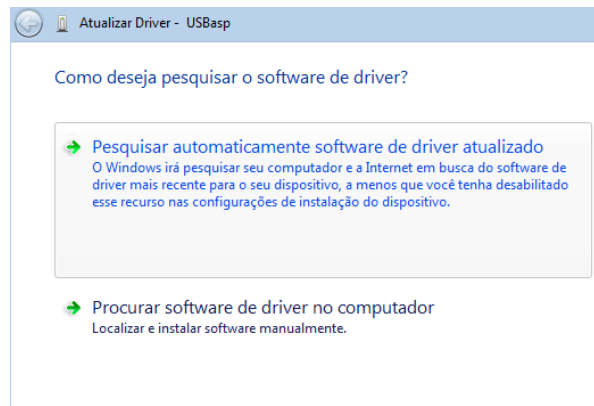 Atualizar Driver - USBasp
Como deseja pesquisar o software de driver?
Pesquisar automaticamente software de driver atualizado
O Windows irá pesquisar seu computador e a Internet em busca do software de
driver mais recente para o seu dispositivo, a menos que você tenha desabilitado
esse recurso nas configurações de instalação do dispositivo.
Procurar software de driver no computador
Localizar e instalar software manualmente.